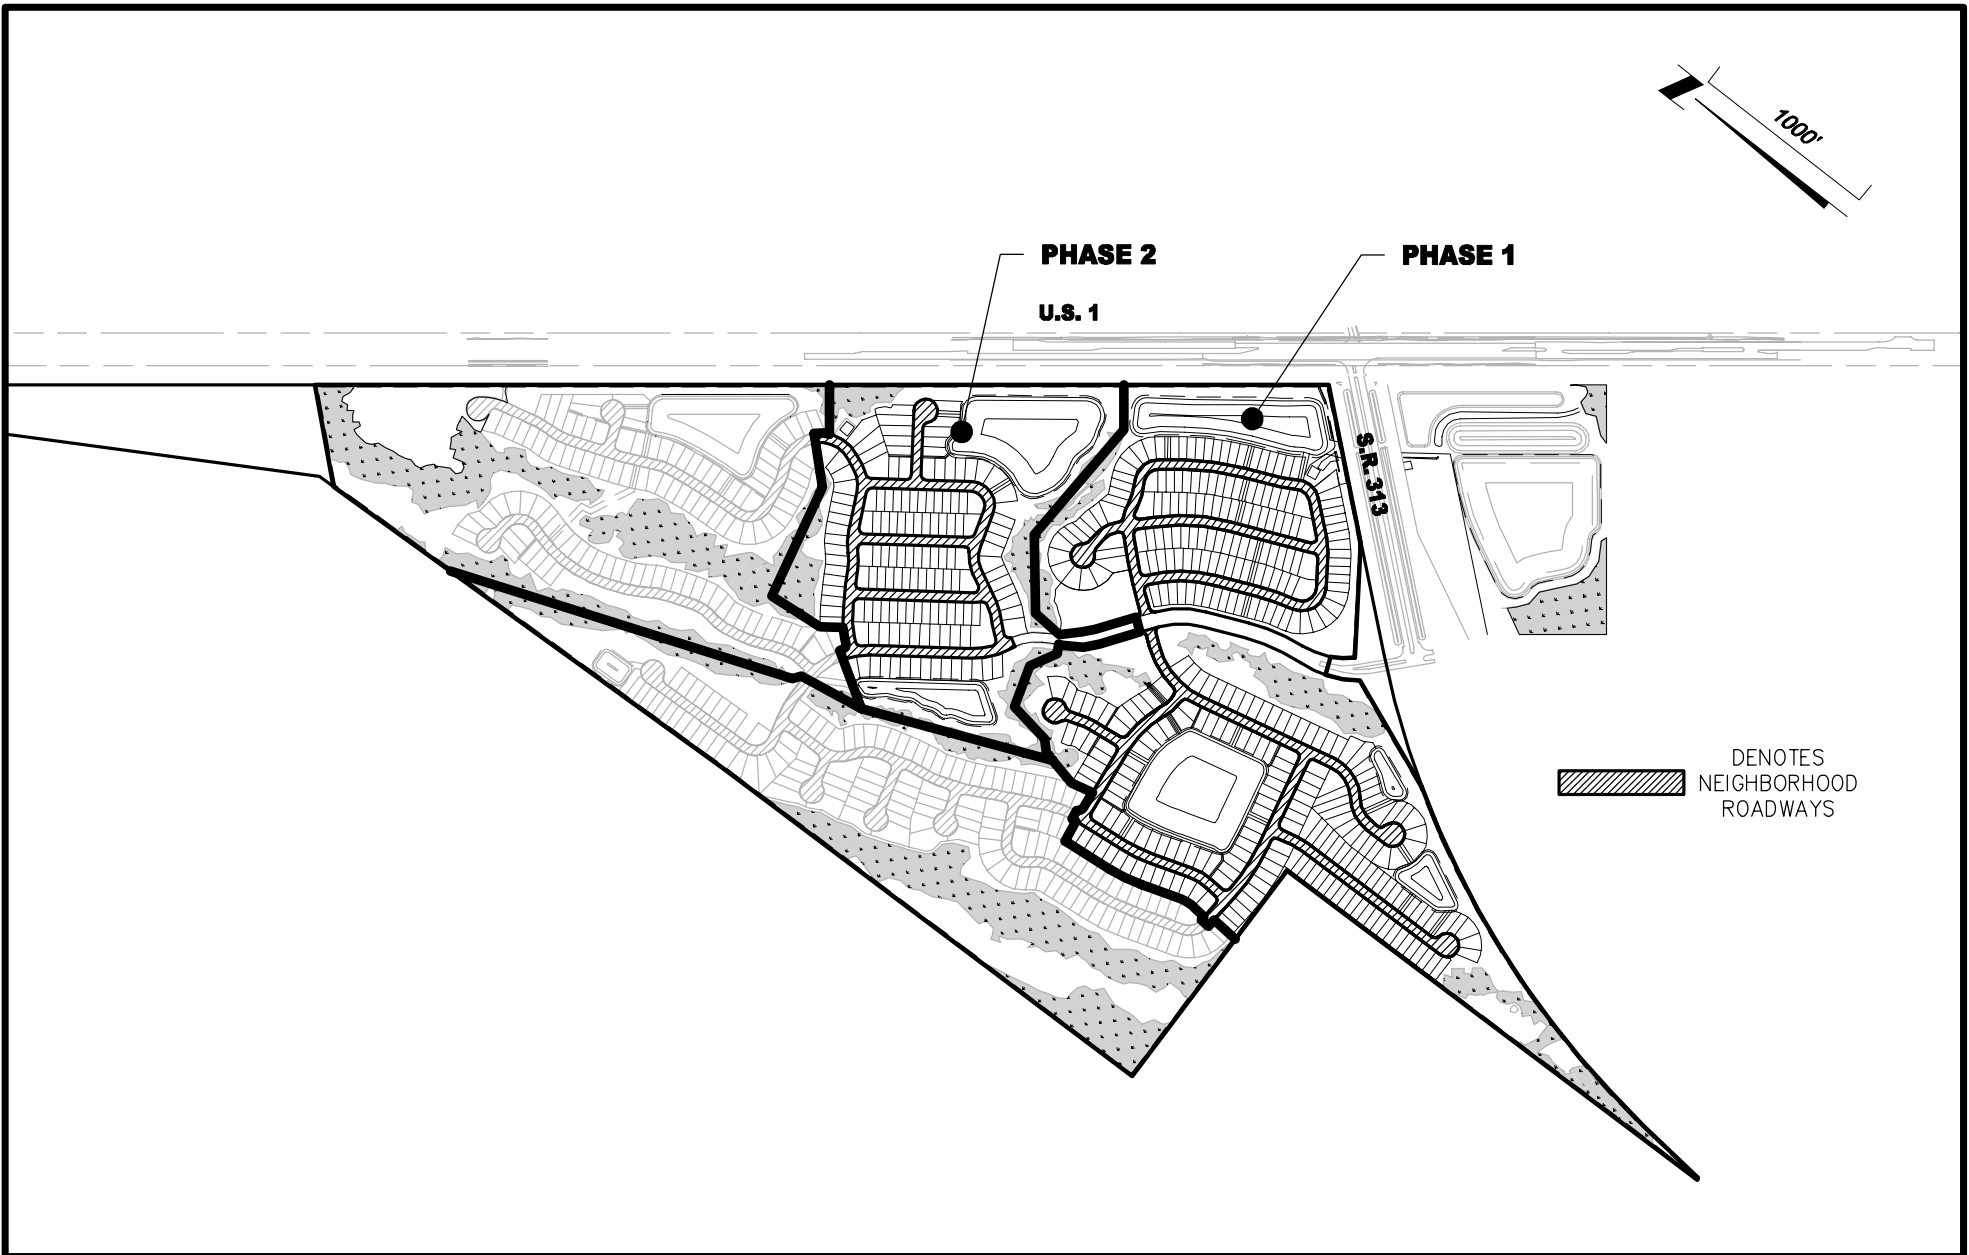 1000'
PHASE 2
PHASE 1
U.S. 1
S.R. 313
DENOTES
NEIGHBORHOOD
ROADWAYS